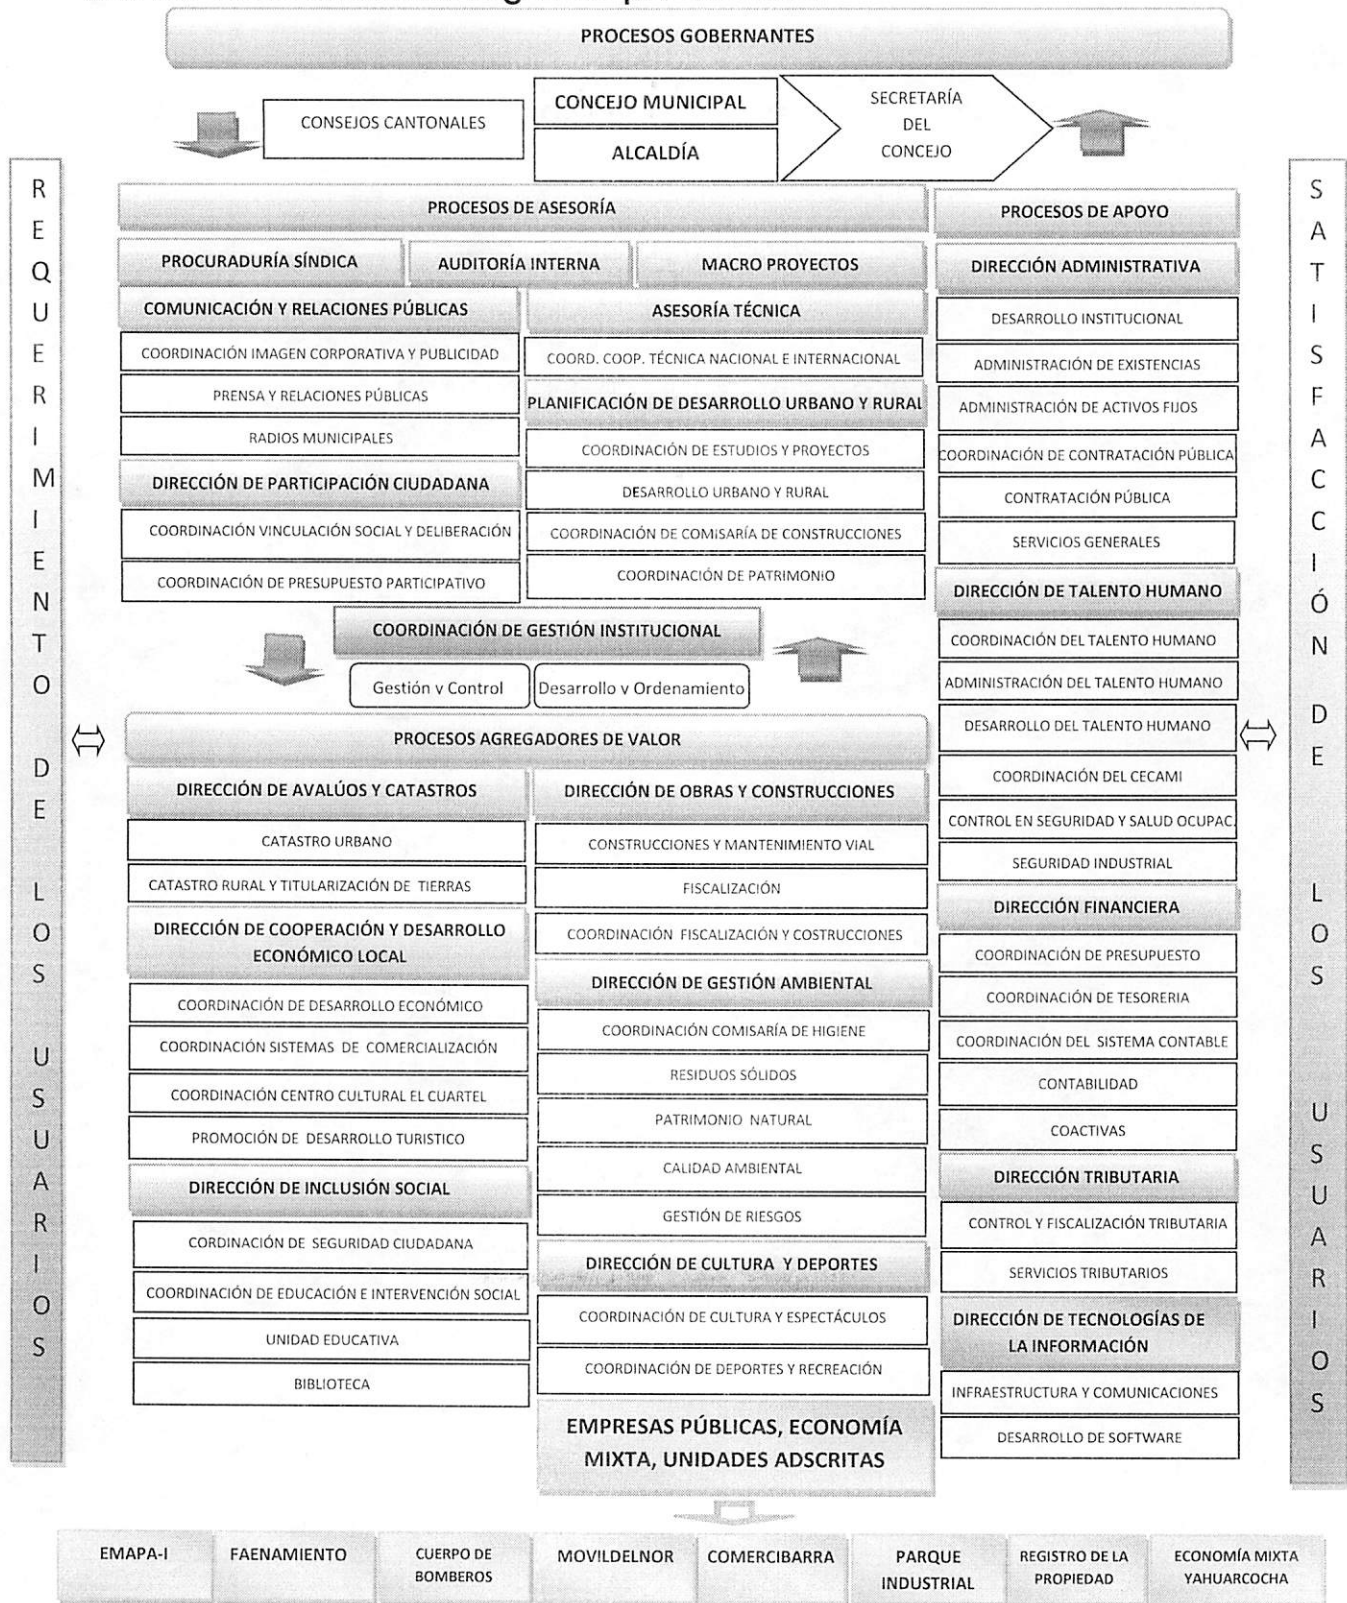 PROCESOS GOBERNANTES
CONSEJOS CANTONALES
CONCEJO MUNICIPAL
ALCALDÍA
SECRETARÍA
DEL
CONCEJO
REQUERIMIENTO DE LOS USUARIOS
PROCESOS DE ASESORÍA
PROCURADURÍA SÍNDICA
AUDITORÍA INTERNA
MACRO PROYECTOS
COMUNICACIÓN Y RELACIONES PÚBLICAS
COORDINACIÓN IMAGEN CORPORATIVA Y PUBLICIDAD
PRENSA Y RELACIONES PÚBLICAS
RADIOS MUNICIPALES
DIRECCIÓN DE PARTICIPACIÓN CIUDADANA
COORDINACIÓN VINCULACIÓN SOCIAL Y DELIBERACIÓN
COORDINACIÓN DE PRESUPUESTO PARTICIPATIVO
ASESORÍA TÉCNICA
COORD. COOP. TÉCNICA NACIONAL E INTERNACIONAL
PLANIFICACIÓN DE DESARROLLO URBANO Y RURAL
COORDINACIÓN DE ESTUDIOS Y PROYECTOS
DESARROLLO URBANO Y RURAL
COORDINACIÓN DE COMISARÍA DE CONSTRUCCIONES
COORDINACIÓN DE PATRIMONIO
COORDINACIÓN DE GESTIÓN INSTITUCIONAL
Gestión v Control
Desarrollo v Ordenamiento
PROCESOS AGREGADORES DE VALOR
DIRECCIÓN DE AVALÚOS Y CATASTROS
CATASTRO URBANO
CATASTRO RURAL Y TITULARIZACIÓN DE TIERRAS
DIRECCIÓN DE COOPERACIÓN Y DESARROLLO
ECONÓMICO LOCAL
COORDINACIÓN DE DESARROLLO ECONÓMICO
COORDINACIÓN SISTEMAS DE COMERCIALIZACIÓN
COORDINACIÓN CENTRO CULTURAL EL CUARTEL
PROMOCIÓN DE DESARROLLO TURISTICO
DIRECCIÓN DE INCLUSIÓN SOCIAL
CORDINACIÓN DE SEGURIDAD CIUDADANA
COORDINACIÓN DE EDUCACIÓN E INTERVENCIÓN SOCIAL
UNIDAD EDUCATIVA
BIBLIOTECA
DIRECCIÓN DE OBRAS Y CONSTRUCCIONES
CONSTRUCCIONES Y MANTENIMIENTO VIAL
FISCALIZACIÓN
COORDINACIÓN FISCALIZACIÓN Y COSTRUCCIONES
DIRECCIÓN DE GESTIÓN AMBIENTAL
COORDINACIÓN COMISARÍA DE HIGIENE
RESIDUOS SÓLIDOS
PATRIMONIO NATURAL
CALIDAD AMBIENTAL
GESTIÓN DE RIESGOS
DIRECCIÓN DE CULTURA Y DEPORTES
COORDINACIÓN DE CULTURA Y ESPECTÁCULOS
COORDINACIÓN DE DEPORTES Y RECREACIÓN
EMPRESAS PÚBLICAS, ECONOMÍA
MIXTA, UNIDADES ADSCRITAS
PROCESOS DE APOYO
DIRECCIÓN ADMINISTRATIVA
DESARROLLO INSTITUCIONAL
ADMINISTRACIÓN DE EXISTENCIAS
ADMINISTRACIÓN DE ACTIVOS FIJOS
COORDINACIÓN DE CONTRATACIÓN PÚBLICA
CONTRATACIÓN PÚBLICA
SERVICIOS GENERALES
DIRECCIÓN DE TALENTO HUMANO
COORDINACIÓN DEL TALENTO HUMANO
ADMINISTRACIÓN DEL TALENTO HUMANO
DESARROLLO DEL TALENTO HUMANO
COORDINACIÓN DEL CECAMI
CONTROL EN SEGURIDAD Y SALUD OCUPAC.
SEGURIDAD INDUSTRIAL
DIRECCIÓN FINANCIERA
COORDINACIÓN DE PRESUPUESTO
COORDINACIÓN DE TESORERIA
COORDINACIÓN DEL SISTEMA CONTABLE
CONTABILIDAD
COACTIVAS
DIRECCIÓN TRIBUTARIA
CONTROL Y FISCALIZACIÓN TRIBUTARIA
SERVICIOS TRIBUTARIOS
DIRECCIÓN DE TECNOLOGÍAS DE
LA INFORMACIÓN
INFRAESTRUCTURA Y COMUNICACIONES
DESARROLLO DE SOFTWARE
SATISFACCIÓN DE LOS USUARIOS
EMAPA-I
FAENAMIENTO
CUERPO DE
BOMBEROS
MOVILDELNOR
COMERCIBARRA
PARQUE
INDUSTRIAL
REGISTRO DE LA
PROPIEDAD
ECONOMÍA MIXTA
YAHUARCOCHA